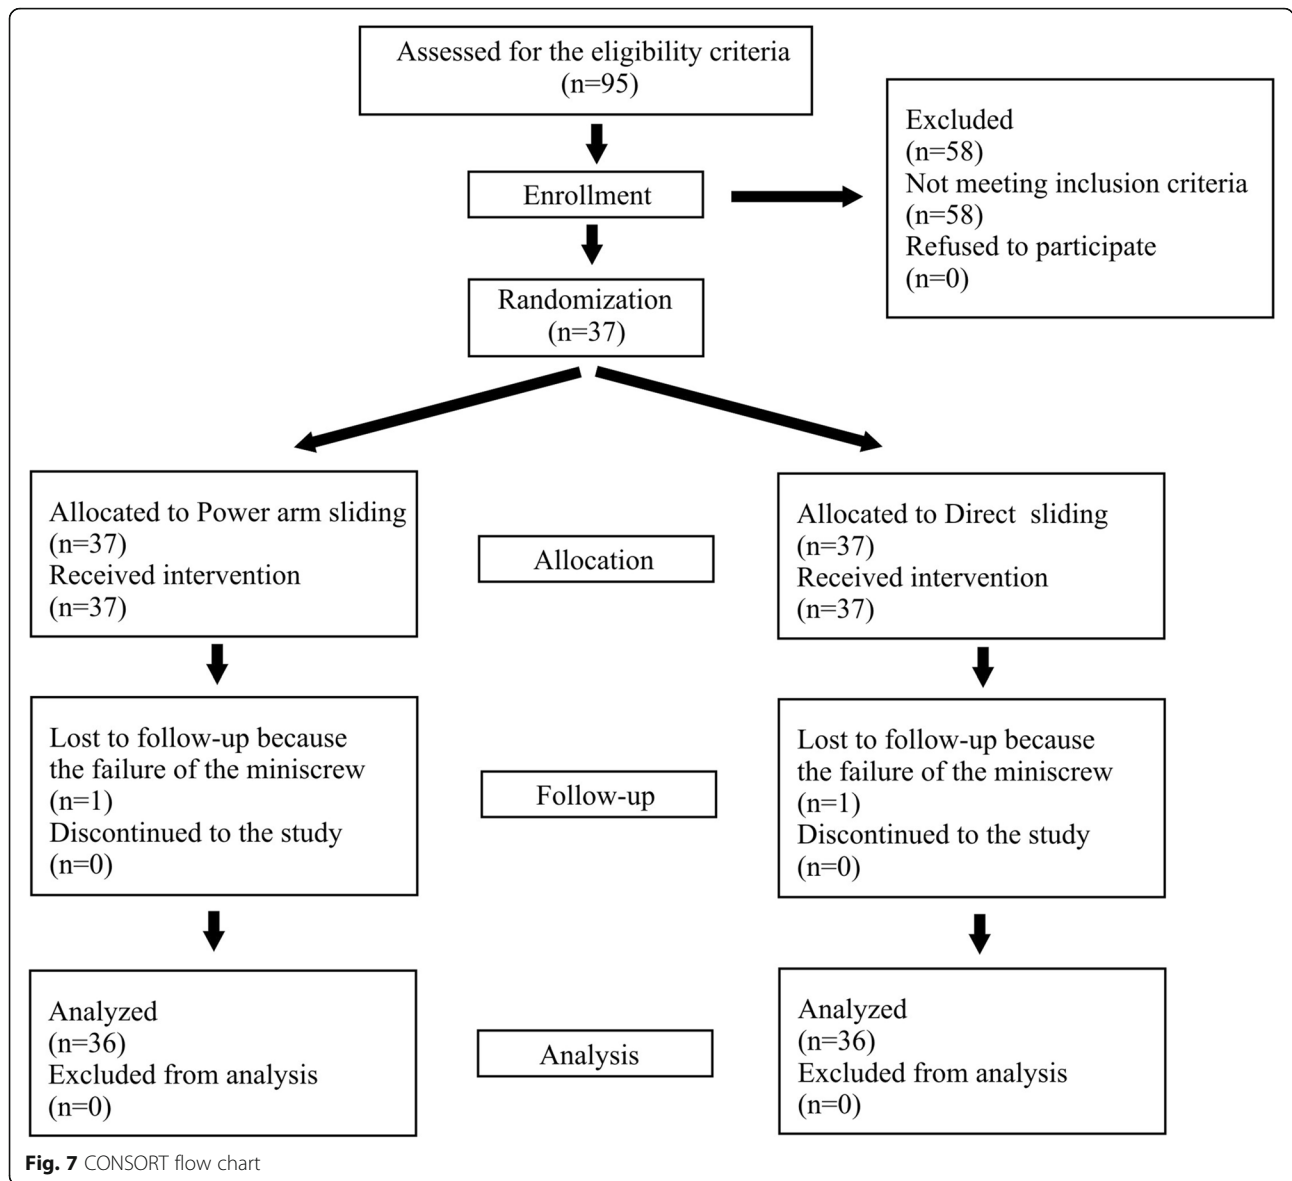 Assessed for the eligibility criteria
(n=95)
Excluded
(n=58)
Not meeting inclusion criteria
(n=58)
Refused to participate
(n=0)
Enrollment
Randomization
(n=37)
Allocated to Power arm sliding
(n=37)
Received intervention
(n=37)
Allocation
Allocated to Direct sliding
(n=37)
Received intervention
(n=37)
Lost to follow-up because
the failure of the miniscrew
(n=1)
Discontinued to the study
(n=0)
Follow-up
Lost to follow-up because
the failure of the miniscrew
(n=1)
Discontinued to the study
(n=0)
Analyzed
(n=36)
Excluded from analysis
(n=0)
Analysis
Analyzed
(n=36)
Excluded from analysis
(n=0)
Fig. 7 CONSORT flow chart